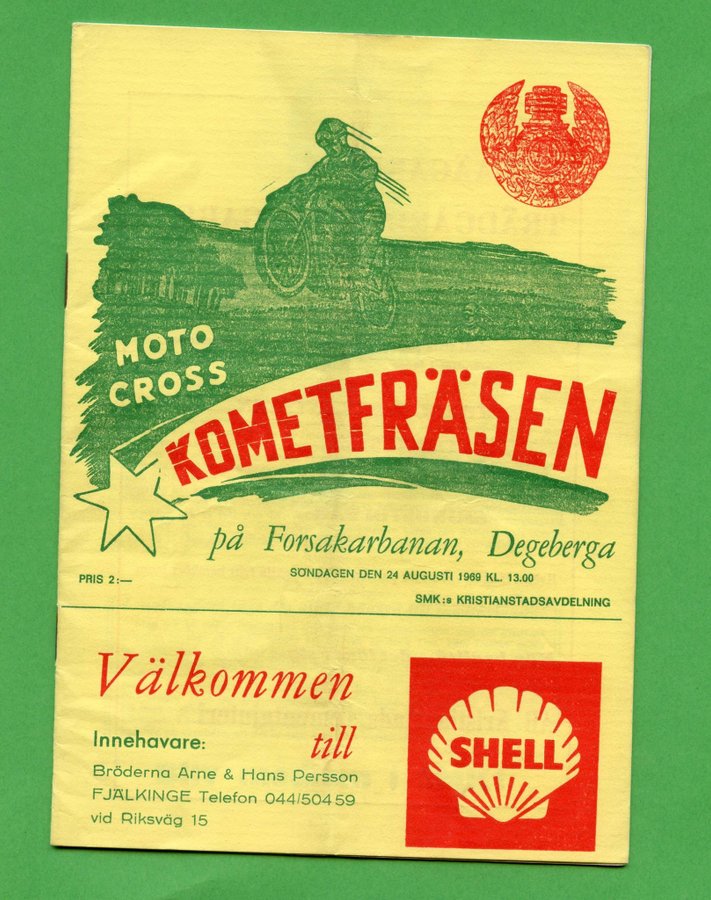 MOTO
CROSS
KOMETFRÄSEN
på Forsakarbanan, Degeberga
SÖNDAGEN DEN 24 AUGUSTI 1969 KL. 13.00
PRIS 2:—
SMK:s KRISTIANSTADSAVDELNING
Välkommen
till
Innehavare:
Bröderna Arne & Hans Persson
FJÄLKINGE Telefon 044/504 59
vid Riksväg 15
SHELL